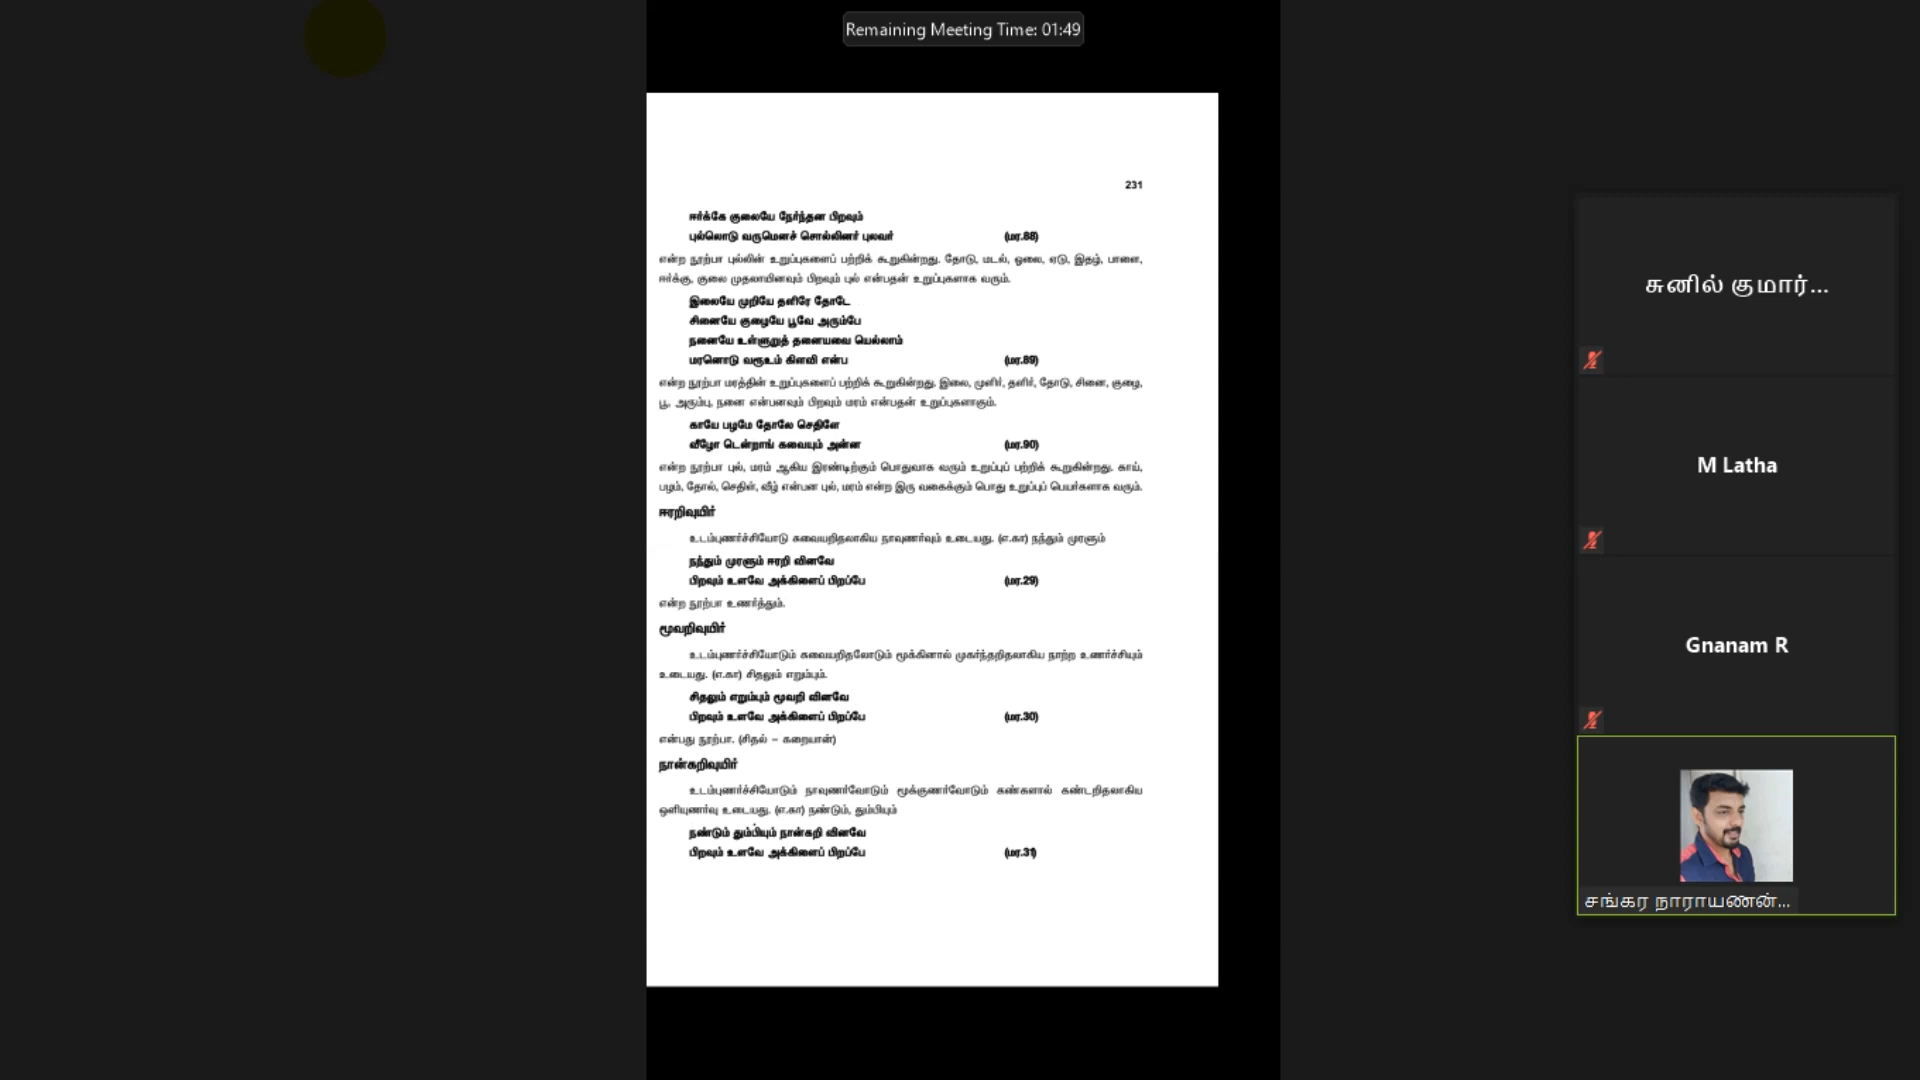 Remaining Meeting Time: 01:49
231
ஈர்க்கே குலையே நேர்ந்தன பிறவும்
புல்லொடு வருமெனச் சொல்லினர் புலவர் (மர.88)
என்ற நூற்பா புல்லின் உறுப்புகளைப் பற்றிக் கூறுகின்றது. தோடு, மடல், ஓலை, ஏடு, இதழ், பாளை,
ஈர்க்கு, குலை முதலாயினவும் பிறவும் புல் என்பதன் உறுப்புகளாக வரும்.
இலையே முறியே தளிரே தோடே
சினையே குழையே பூவே அரும்பே
நனையே உள்ளுறுத் தனையவை யெல்லாம்
மரனொடு வரூஉம் கிளவி என்ப (மர.89)
என்ற நூற்பா மரத்தின் உறுப்புகளைப் பற்றிக் கூறுகின்றது. இலை, முளிர், தளிர், தோடு, சினை, குழை,
பூ, அரும்பு, நனை என்பனவும் பிறவும் மரம் என்பதன் உறுப்புகளாகும்.
காயே பழமே தோலே செதிளே
வீழோ டென்றாங் கவையும் அன்ன (மர.90)
என்ற நூற்பா புல், மரம் ஆகிய இரண்டிற்கும் பொதுவாக வரும் உறுப்புப் பற்றிக் கூறுகின்றது. காய்,
பழம், தோல், செதிள், வீழ் என்பன புல், மரம் என்ற இரு வகைக்கும் பொது உறுப்புப் பெயர்களாக வரும்.
ஈரறிவுயிர்
உடம்புணர்ச்சியோடு சுவையறிதலாகிய நாவுணர்வும் உடையது. (எ.கா) நந்தும் முரளும்
நந்தும் முரளும் ஈரறி வினவே
பிறவும் உளவே அக்கிளைப் பிறப்பே (மர.29)
என்ற நூற்பா உணர்த்தும்.
மூவறிவுயிர்
உடம்புணர்ச்சியோடும் சுவையறிதலோடும் மூக்கினால் முகர்ந்தறிதலாகிய நாற்ற உணர்ச்சியும்
உடையது. (எ.கா) சிதலும் எறும்பும்.
சிதலும் எறும்பும் மூவறி வினவே
பிறவும் உளவே அக்கிளைப் பிறப்பே (மர.30)
என்பது நூற்பா. (சிதல் – கறையான்)
நான்கறிவுயிர்
உடம்புணர்ச்சியோடும் நாவுணர்வோடும் மூக்குணர்வோடும் கண்களால் கண்டறிதலாகிய
ஒளியுணர்வு உடையது. (எ.கா) நண்டும், தும்பியும்
நண்டும் தும்பியும் நான்கறி வினவே
பிறவும் உளவே அக்கிளைப் பிறப்பே (மர.31)
சுனில் குமார்...
M Latha
Gnanam R
சங்கர நாராயணன்...